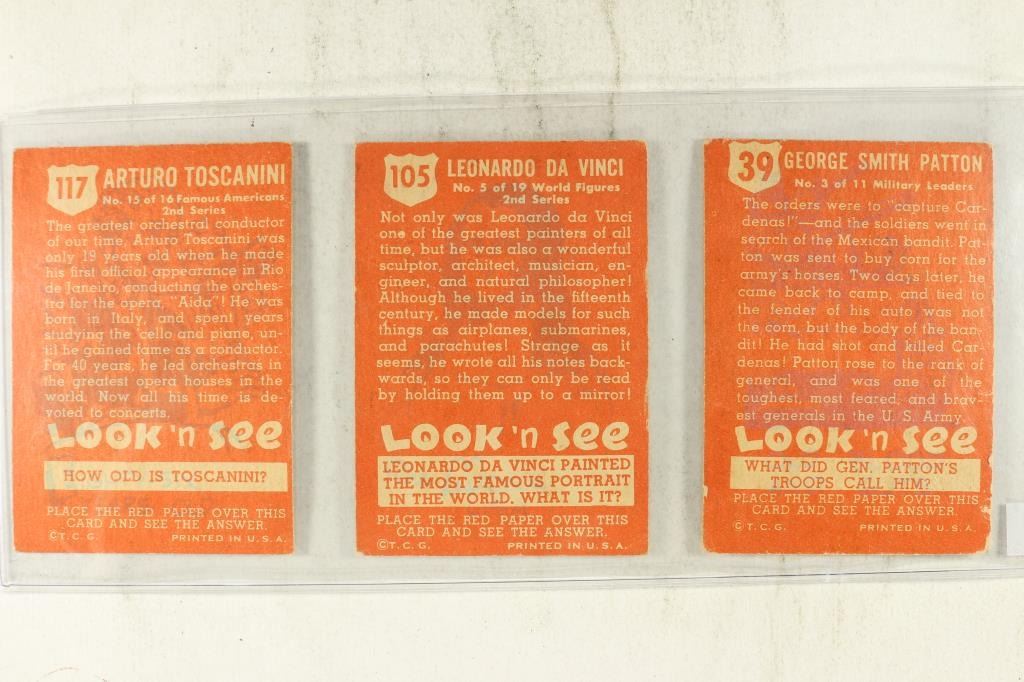 117 ARTURO TOSCANINI
No. 15 of 16 Famous Americans
2nd Series
The greatest orchestral conductor
of our time, Arturo Toscanini was
only 19 years old when he made
his first official appearance in Rio
de Janeiro, conducting the orches-
tra for the opera, "Aida"! He was
born in Italy, and spent years
studying the 'cello and piano, un-
til he gained fame as a conductor.
For 40 years, he led orchestras in
the greatest opera houses in the
world. Now all his time is de-
voted to concerts.
LOOK 'n SEE
HOW OLD IS TOSCANINI?
PLACE THE RED PAPER OVER THIS
CARD AND SEE THE ANSWER.
©T.C.G. PRINTED IN U.S.A.
105 LEONARDO DA VINCI
No. 5 of 19 World Figures
2nd Series
Not only was Leonardo da Vinci
one of the greatest painters of all
time, but he was also a wonderful
sculptor, architect, musician, en-
gineer, and natural philosopher!
Although he lived in the fifteenth
century, he made models for such
things as airplanes, submarines,
and parachutes! Strange as it
seems, he wrote all his notes back-
wards, so they can only be read
by holding them up to a mirror!
LOOK 'n SEE
LEONARDO DA VINCI PAINTED
THE MOST FAMOUS PORTRAIT
IN THE WORLD. WHAT IS IT?
PLACE THE RED PAPER OVER THIS
CARD AND SEE THE ANSWER.
©T.C.G. PRINTED IN U.S.A.
39 GEORGE SMITH PATTON
No. 3 of 11 Military Leaders
The orders were to "capture Car-
denas!"—and the soldiers went in
search of the Mexican bandit. Pat-
ton was sent to buy corn for the
army's horses. Two days later, he
came back to camp, and tied to
the fender of his auto was not
the corn, but the body of the ban-
dit! He had shot and killed Car-
denas! Patton rose to the rank of
general, and was one of the
toughest, most feared, and brav-
est generals in the U. S. Army.
LOOK 'n SEE
WHAT DID GEN. PATTON'S
TROOPS CALL HIM?
PLACE THE RED PAPER OVER THIS
CARD AND SEE THE ANSWER.
©T.C.G. PRINTED IN U.S.A.